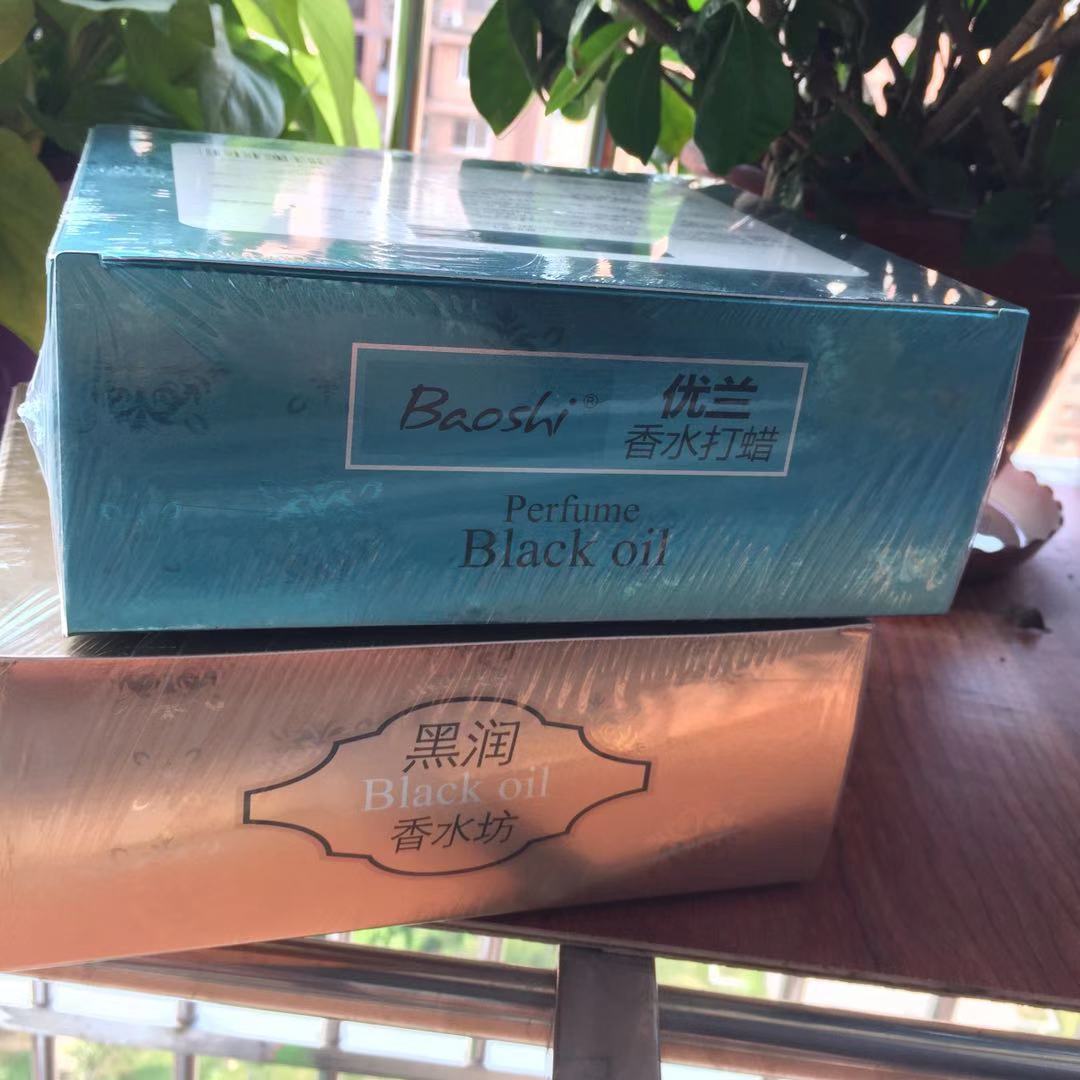 Baoshi®
优兰
香水打蜡
Perfume
Black oil
黑润
Black oil
香水坊